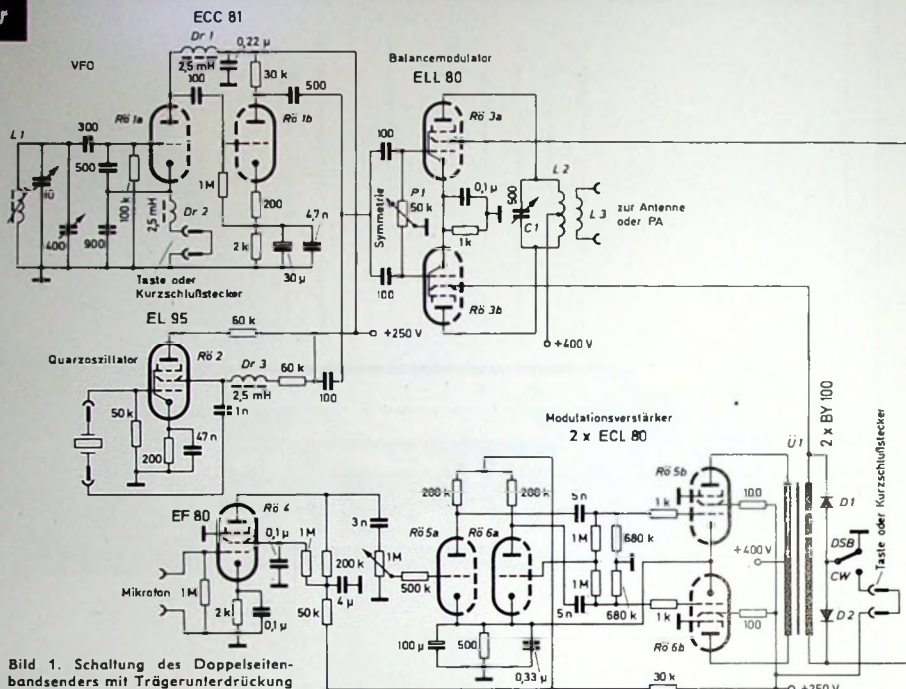 r
ECC 81
VFO
Dr 1
0,22 µ
2,5 mH
100
30 k
500
L1
300
Rö 1a
Rö 1b
500
1M
200
100 k
Dr 2
2,5 mH
400
900
2 k
4,7 n
30 µ
Taste oder
Kurzschlußstecker
Balancemodulator
ELL 80
Rö 3a
100
P1
50 k
Symmetrie
0,1 µ
1k
500
C1
L2
L3
zur Antenne
oder PA
100
Rö 3b
+250 V
+400 V
EL 95
60 k
Quarzoszillator
Rö 2
Dr 3
60 k
2,5 mH
100
50 k
1n
200
47 n
Modulationsverstärker
2 x ECL 80
Ü1
2 x BY 100
EF 80
Rö 4
0,1 µ
1M
200 k
3 n
1M
500 k
200 k
200 k
Rö 5a
Rö 6a
5 n
1M
680 k
1 k
Rö 5b
100
+400 V
D1
DSB
CW
Taste oder Kurzschlußstecker
Mikrofon
1M
2 k
0,1 µ
50 k
4 µ
5 n
1M
680 k
1 k
Rö 6b
100
D2
100 µ
500
0,33 µ
30 k
+250 V
Bild 1. Schaltung des Doppelseiten-
bandsenders mit Trägerunterdrückung